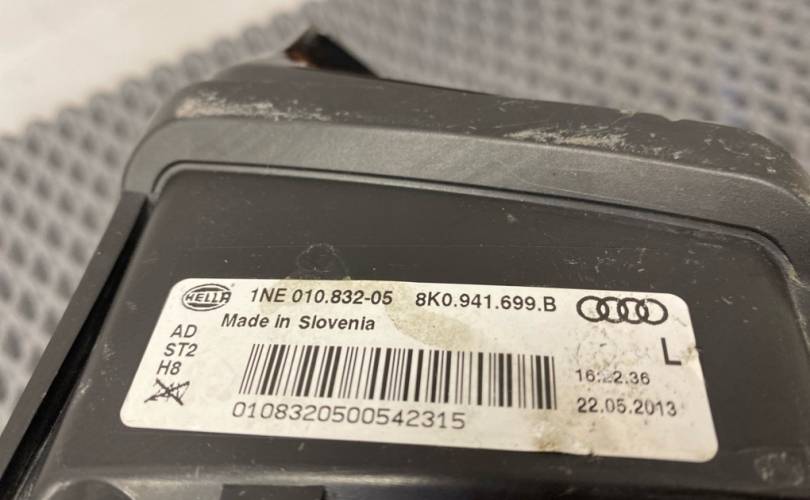 HELLA 1NE 010.832-05 8K0.941.699.B
Made in Slovenia
AD
ST2
H8
L
16:22.36
0108320500542315
22.05.2013